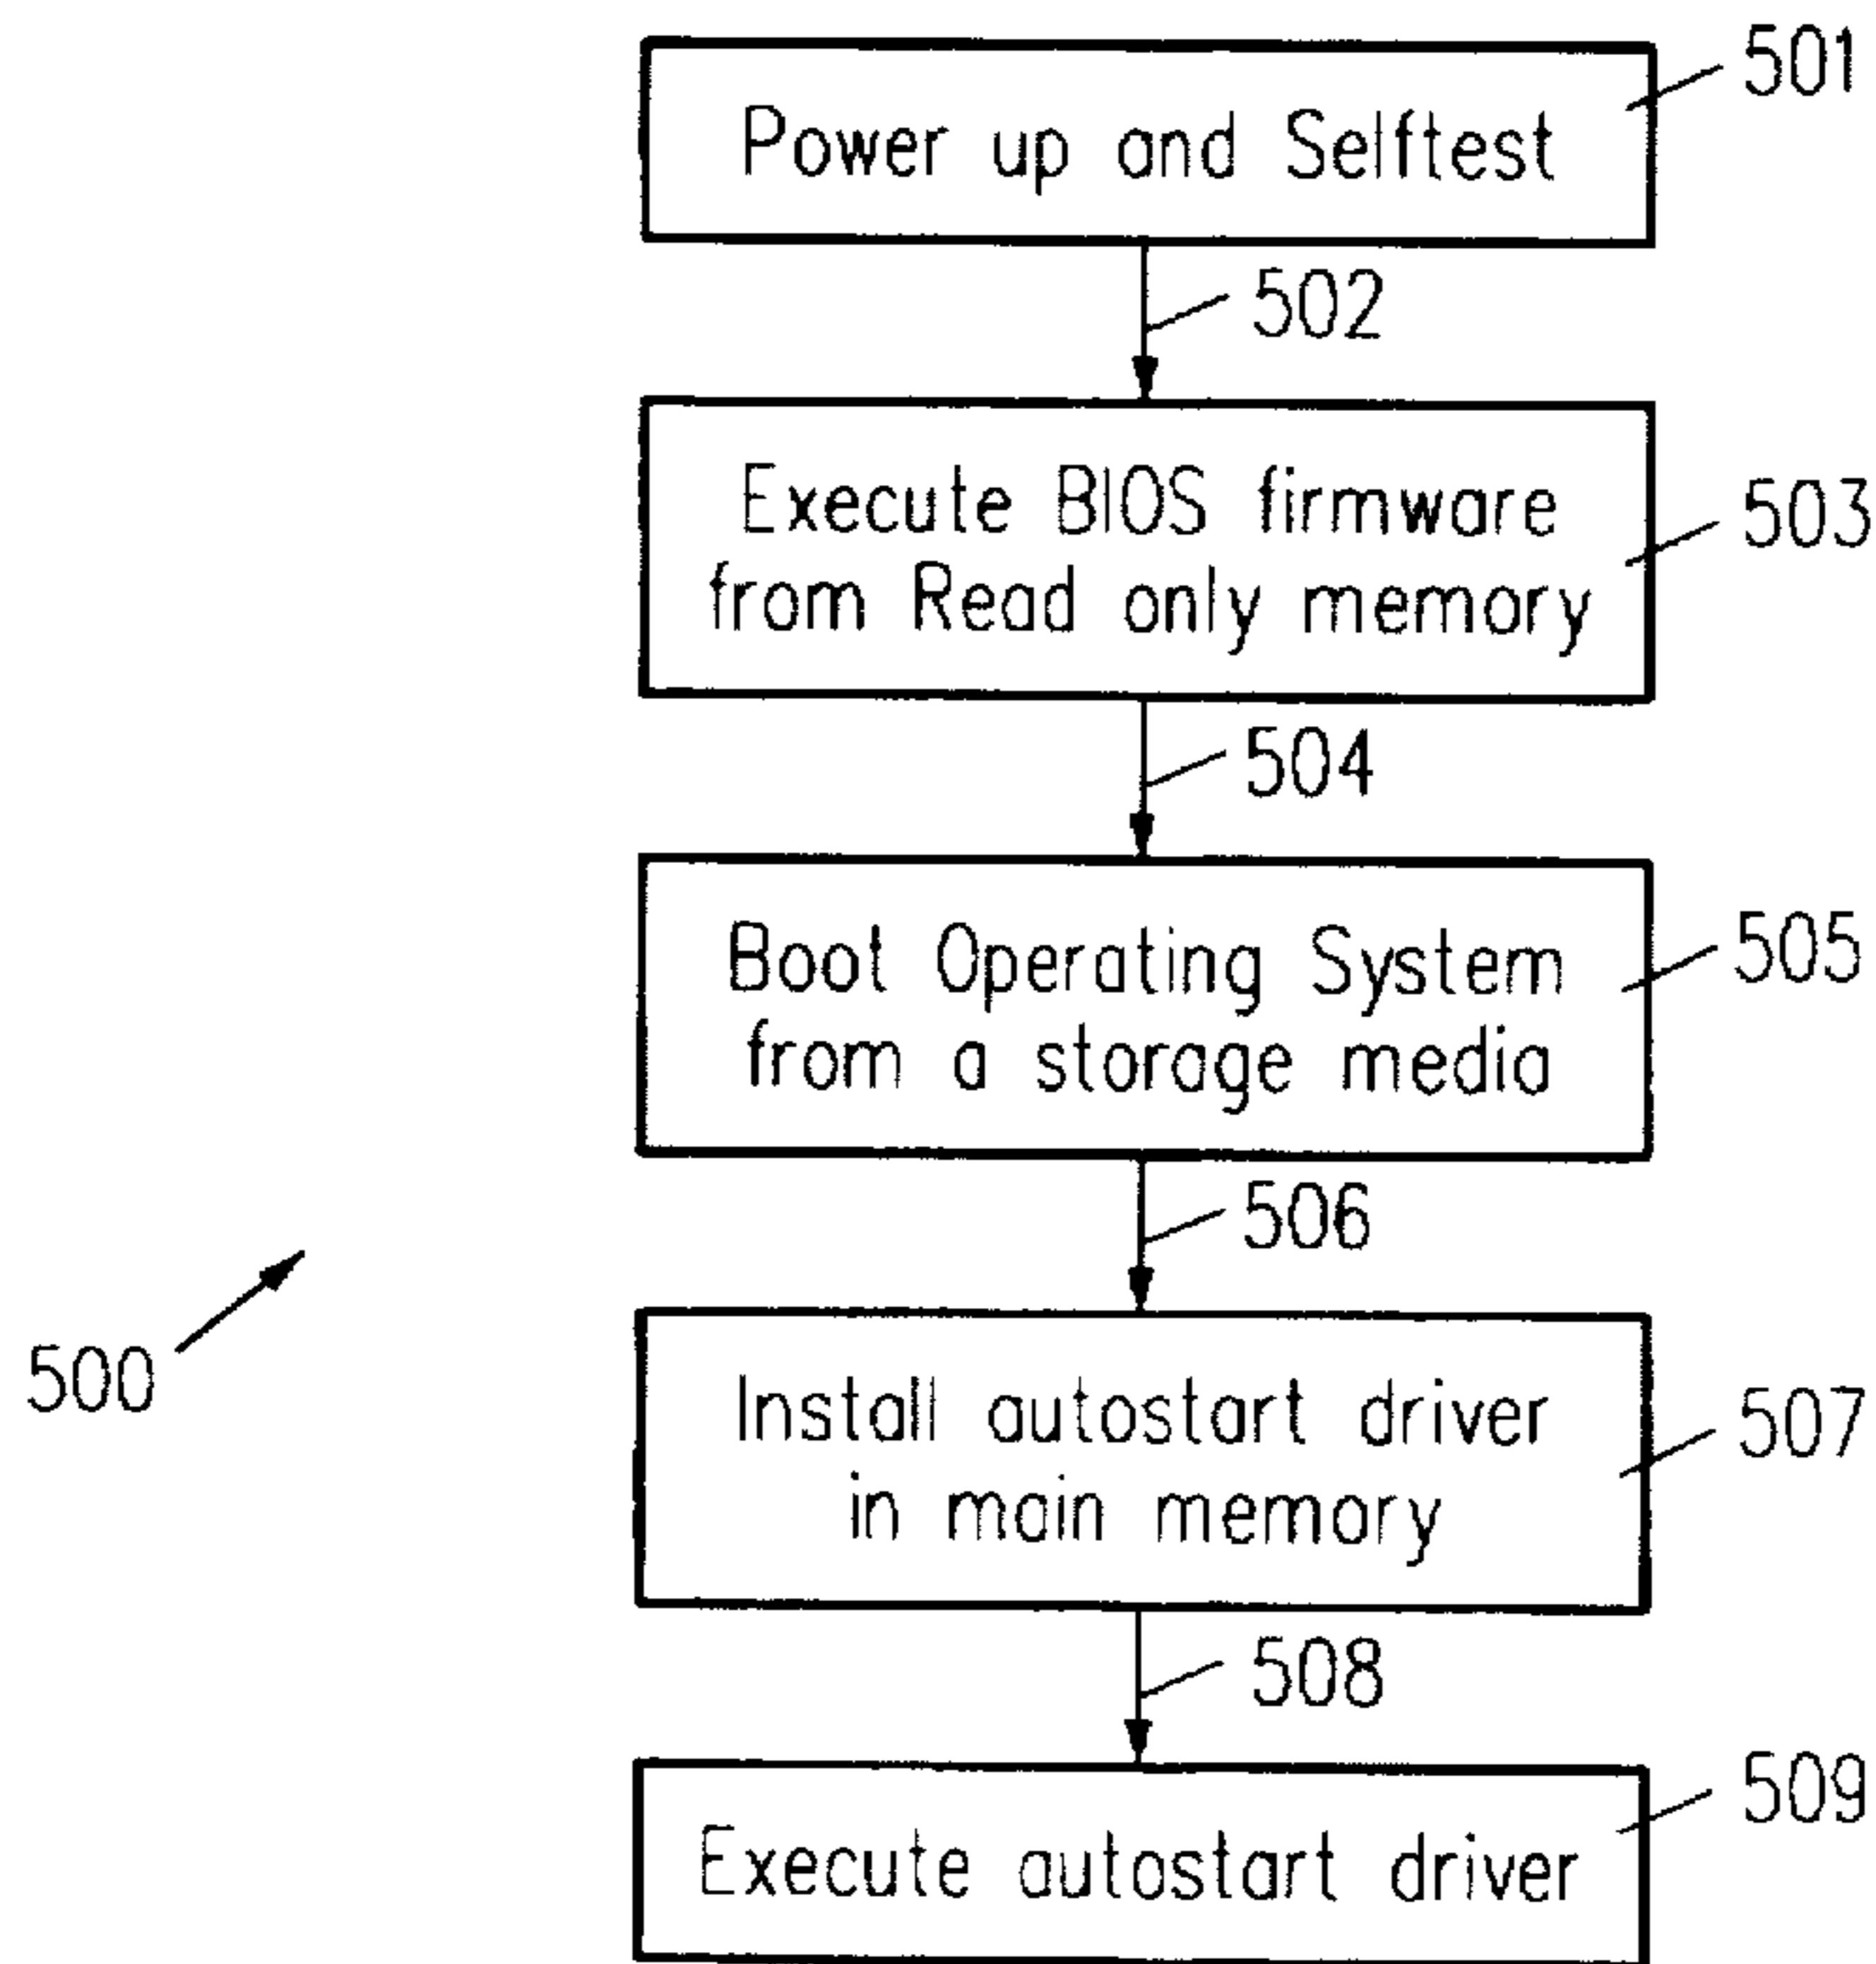 501
Power up and Selftest
502
Execute BIOS firmware
from Read only memory
503
504
Boot Operating System
from a storage media
505
506
500
Install autostart driver
in main memory
507
508
509
Execute autostart driver